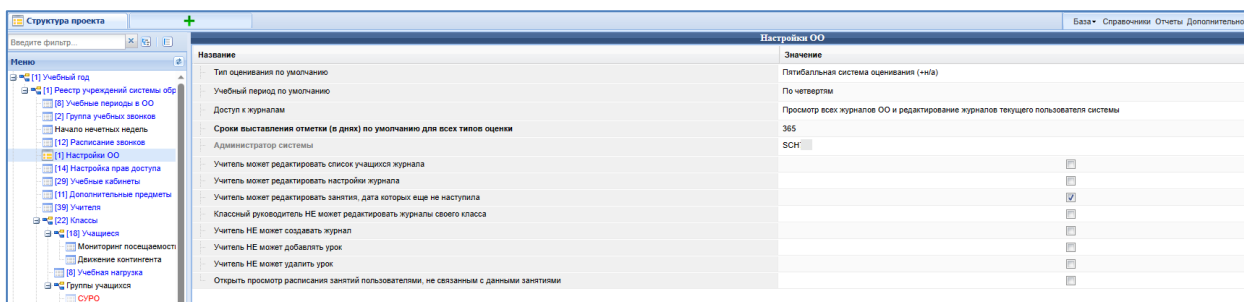 Структура проекта
База Справочники Отчеты Дополнительно
Введите фильтр...
Настройки ОО
Меню
Название Значение
[1] Учебный год
[1] Реестр учреждений системы обр
[8] Учебные периоды в ОО
[2] Группа учебных звонков
Начало нечетных недель
[12] Расписание звонков
[1] Настройки ОО
[14] Настройка прав доступа
[29] Учебные кабинеты
[11] Дополнительные предметы
[39] Учителя
[22] Классы
[18] Учащиеся
Мониторинг посещаемост
Движение контингента
[8] Учебная нагрузка
Группы учащихся
СУРО
Тип оценивания по умолчанию Пятибалльная система оценивания (+н/а)
Учебный период по умолчанию По четвертям
Доступ к журналам Просмотр всех журналов ОО и редактирование журналов текущего пользователя системы
Сроки выставления отметки (в днях) по умолчанию для всех типов оценки 365
Администратор системы SCH
Учитель может редактировать список учащихся журнала
Учитель может редактировать настройки журнала
Учитель может редактировать занятия, дата которых еще не наступила
Классный руководитель НЕ может редактировать журналы своего класса
Учитель НЕ может создавать журнал
Учитель НЕ может добавлять урок
Учитель НЕ может удалить урок
Открыть просмотр расписания занятий пользователями, не связанным с данными занятиями